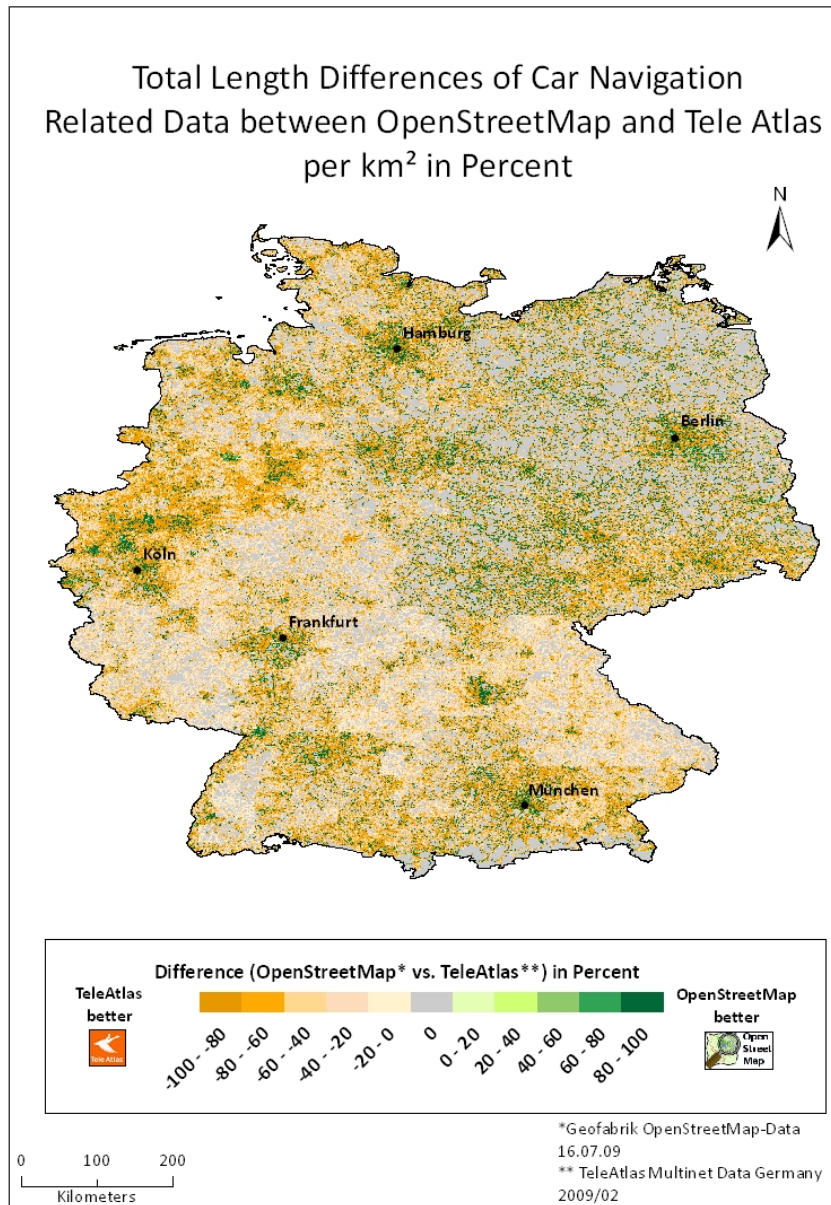 Total Length Differences of Car Navigation
Related Data between OpenStreetMap and Tele Atlas
per km² in Percent
N
Hamburg
Berlin
Köln
Frankfurt
München
Difference (OpenStreetMap* vs. TeleAtlas**) in Percent
TeleAtlas
better
Tele Atlas
OpenStreetMap
better
Open
Street
Map
-100 - -80
-80 - -60
-60 - -40
-40 - -20
-20 - 0
0
0 - 20
20 - 40
40 - 60
60 - 80
80 - 100
*Geofabrik OpenStreetMap-Data
16.07.09
** TeleAtlas Multinet Data Germany
2009/02
0 100 200
Kilometers